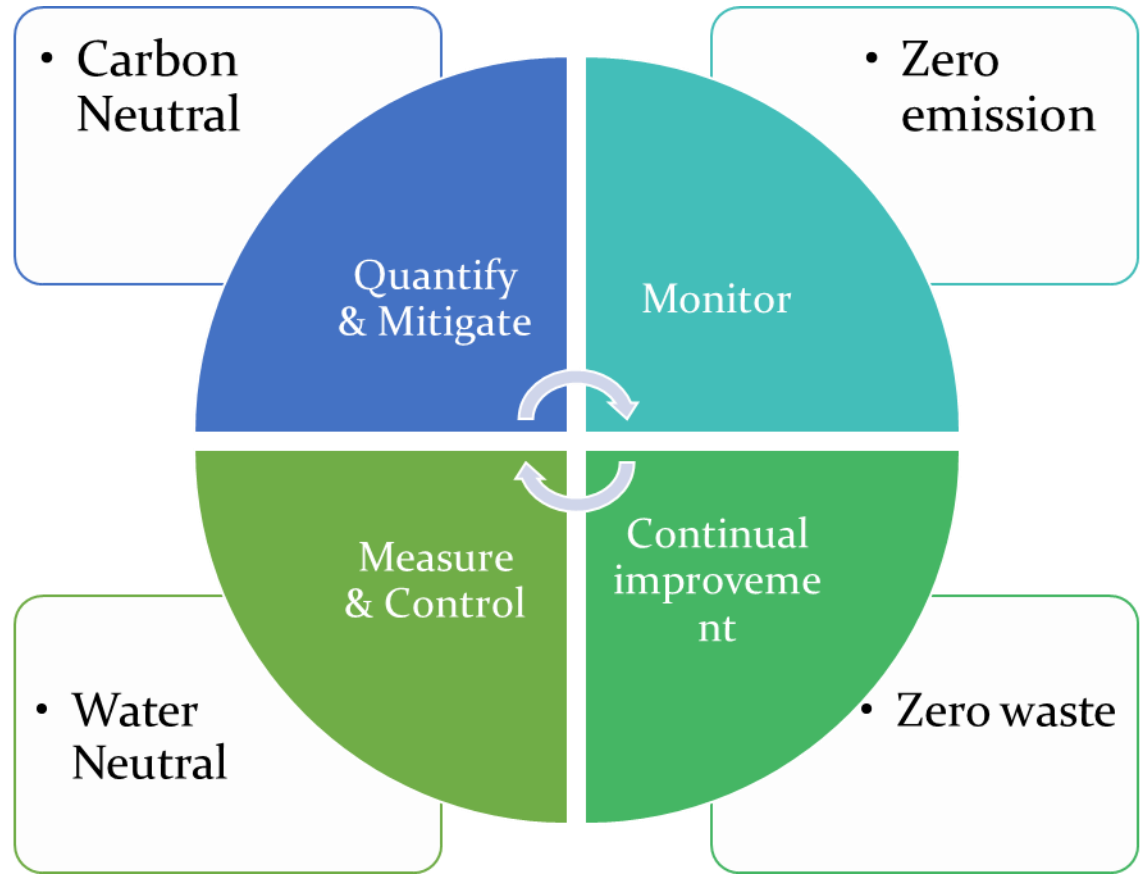 • Carbon
Neutral
• Zero
emission
Quantify
& Mitigate
Monitor
Measure
& Control
Continual
improveme
nt
• Water
Neutral
• Zero waste